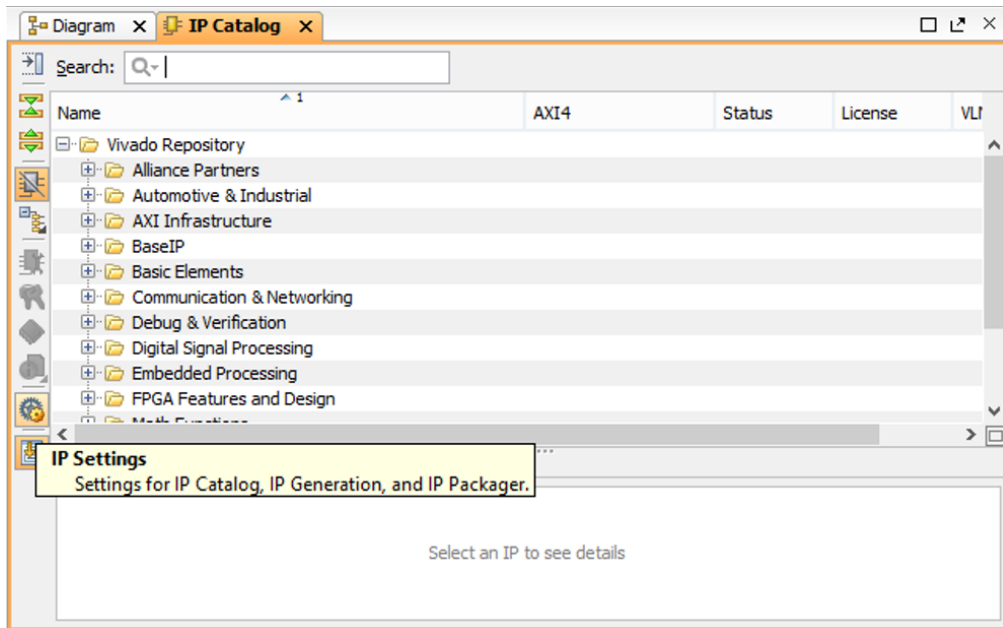 Diagram
IP Catalog
Search:
Name 1 AXI4 Status License
Vivado Repository
Alliance Partners
Automotive & Industrial
AXI Infrastructure
BaseIP
Basic Elements
Communication & Networking
Debug & Verification
Digital Signal Processing
Embedded Processing
FPGA Features and Design
IP Settings
Settings for IP Catalog, IP Generation, and IP Packager.
Select an IP to see details